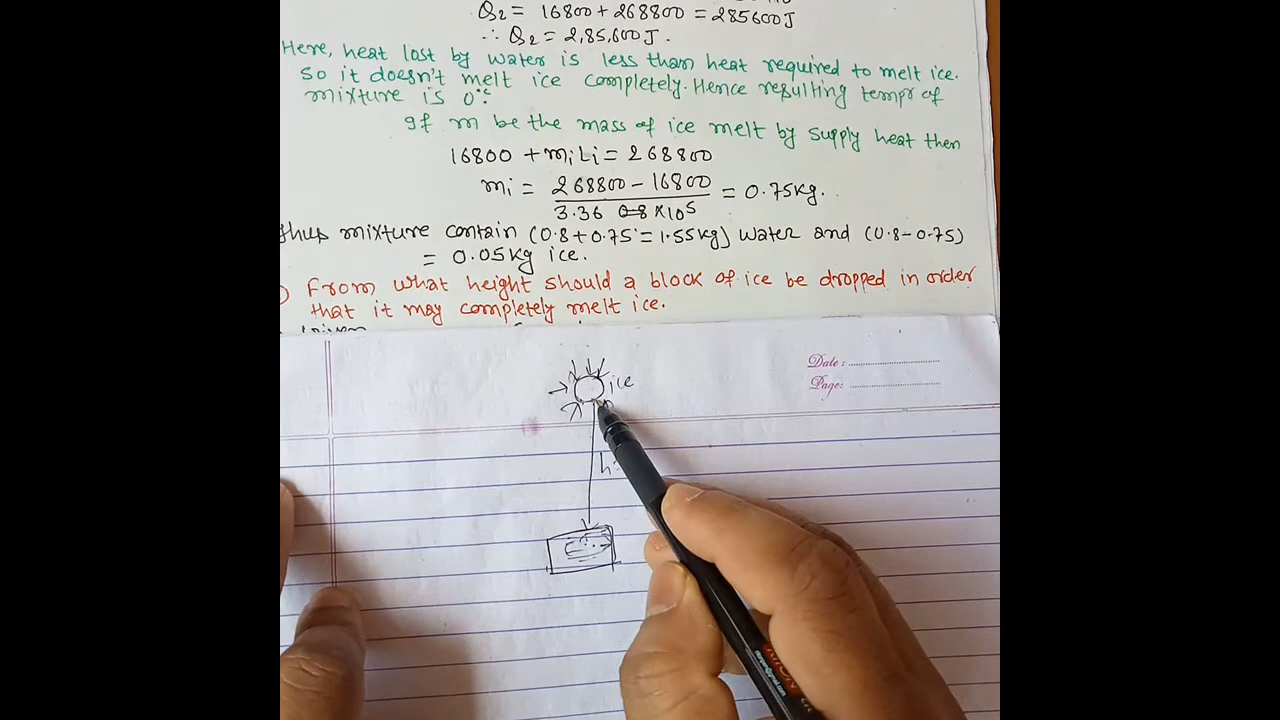 Q2 = 16800 + 268800 = 285600J
∴ Q2 = 2,85,600J.
Here, heat lost by water is less than heat required to melt ice.
so it doesn't melt ice completely. Hence resulting tempr of
mixture is 0°C.
If m be the mass of ice melt by supply heat then
16800 + miLi = 268800
mi = 268800 - 16800 / 3.36 × 10^5 = 0.75kg.
thus mixture contain (0.8 + 0.75 = 1.55kg) water and (0.8 - 0.75)
= 0.05kg ice.
) From what height should a block of ice be dropped in order
that it may completely melt ice.
Given
Date :
Page:
ice
h